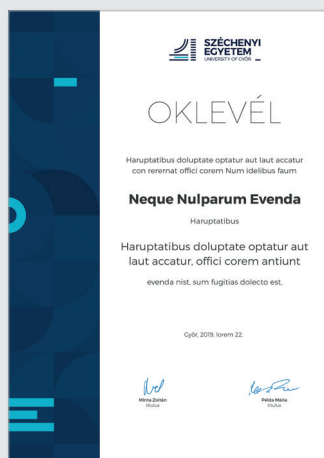 SZÉCHENYI
EGYETEM
UNIVERSITY OF GYŐR
OKLEVÉL
Haruptatibus doluptate optatur aut laut accatur
con rerernat offici corem Num idelibus faum
Neque Nulparum Evenda
Haruptatibus
Haruptatibus doluptate optatur aut
laut accatur, offici corem antiunt
evenda nist, sum fugitias dolecto est.
Győr, 2019. lorem 22.
Minta Zoltán
titulus
Példa Mária
titulus